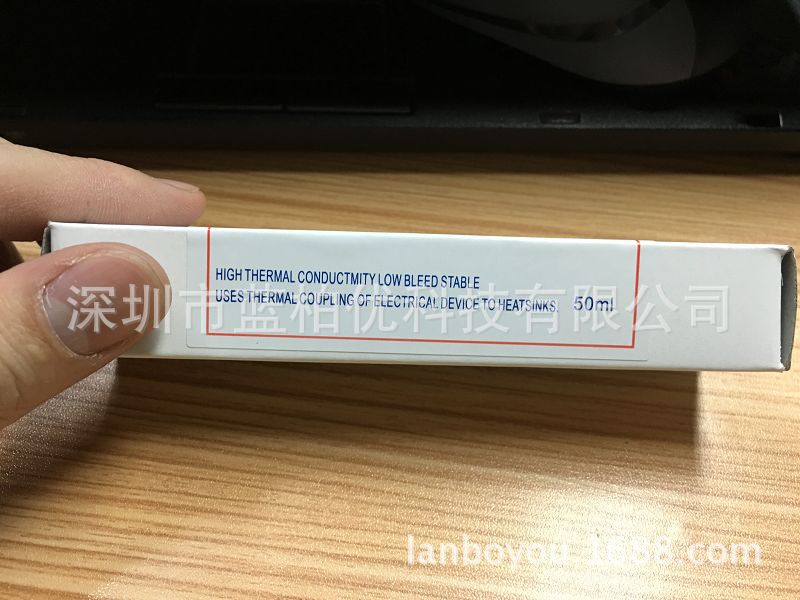 HIGH THERMAL CONDUCTMITY LOW BLEED STABLE
USES THERMAL COUPLING OF ELECTRICAL DEVICE TO HEATSINKS. 50ml
深圳市蓝柏优科技有限公司
lanboyou.1688.com